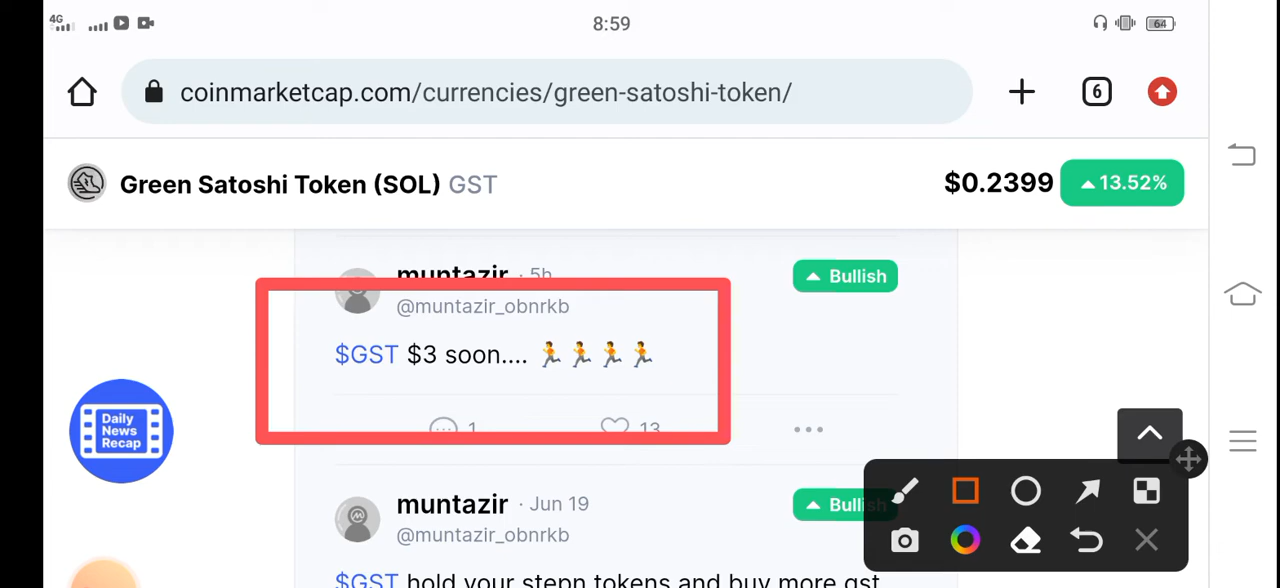 4G
8:59
64
coinmarketcap.com/currencies/green-satoshi-token/
6
Green Satoshi Token (SOL) GST
$0.2399
13.52%
muntazir · 5h
Bullish
@muntazir_obnrkb
$GST $3 soon.... 🏃🏃🏃🏃
1
13
Daily
News
Recap
muntazir · Jun 19
Bullish
@muntazir_obnrkb
$GST hold your stepn tokens and buy more gst